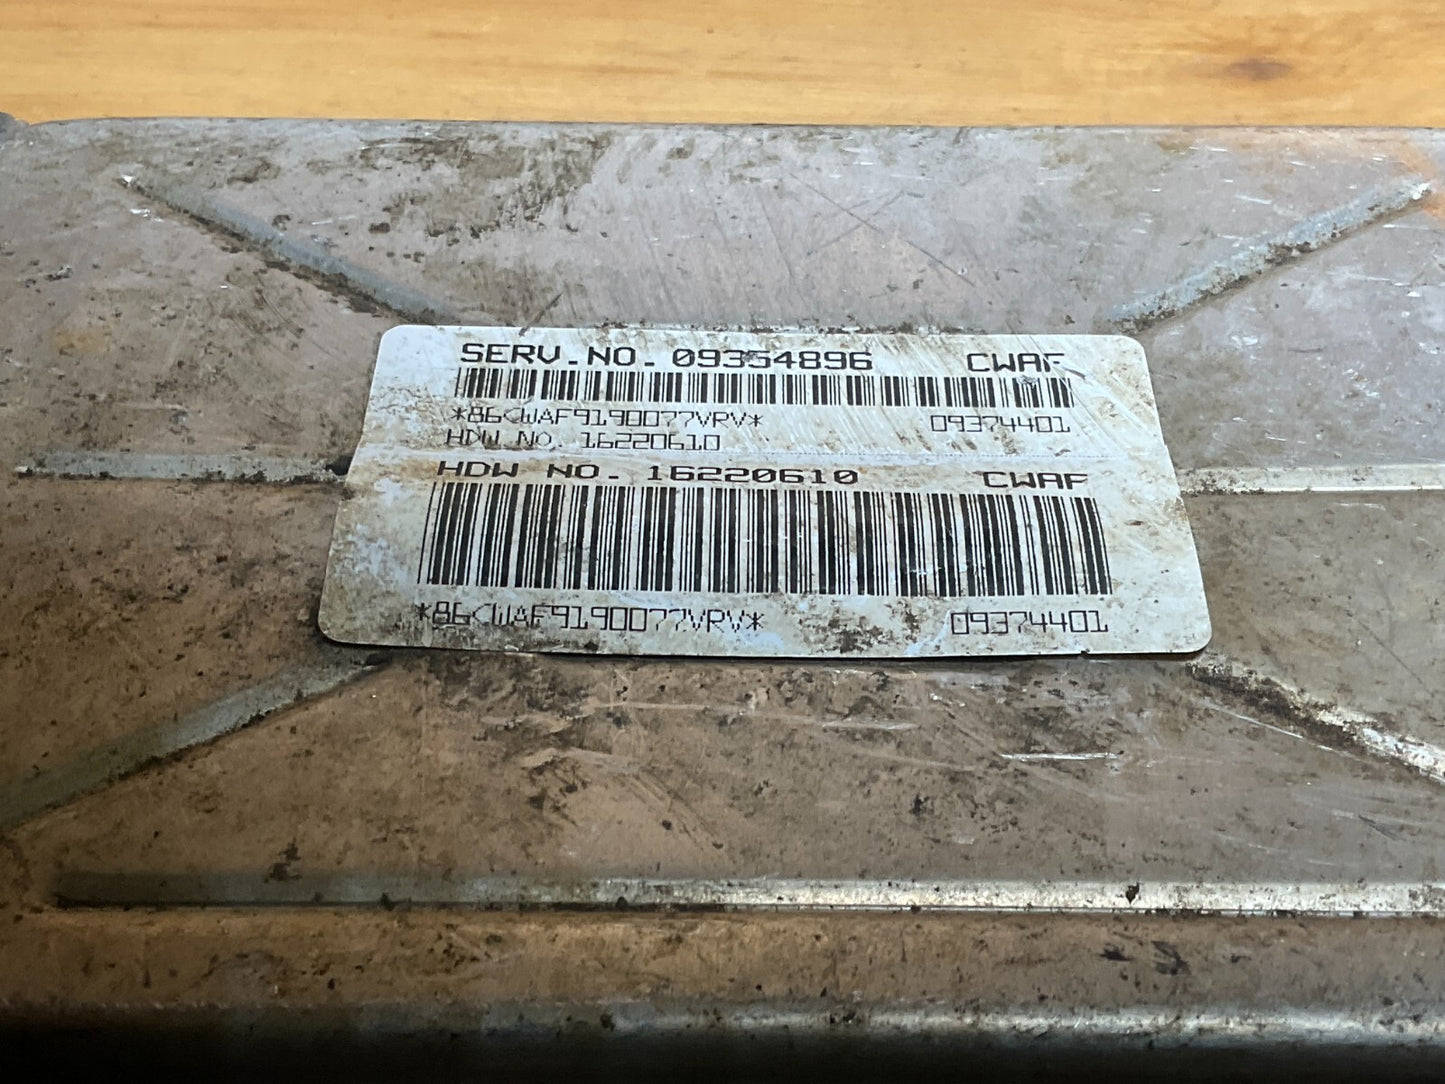 SERV.NO. 09354896 CWAF
*86CWAF9190077VRV* 09374401
HDW NO. 16220610
HDW NO. 16220610 CWAF
*86CWAF9190077VRV* 09374401